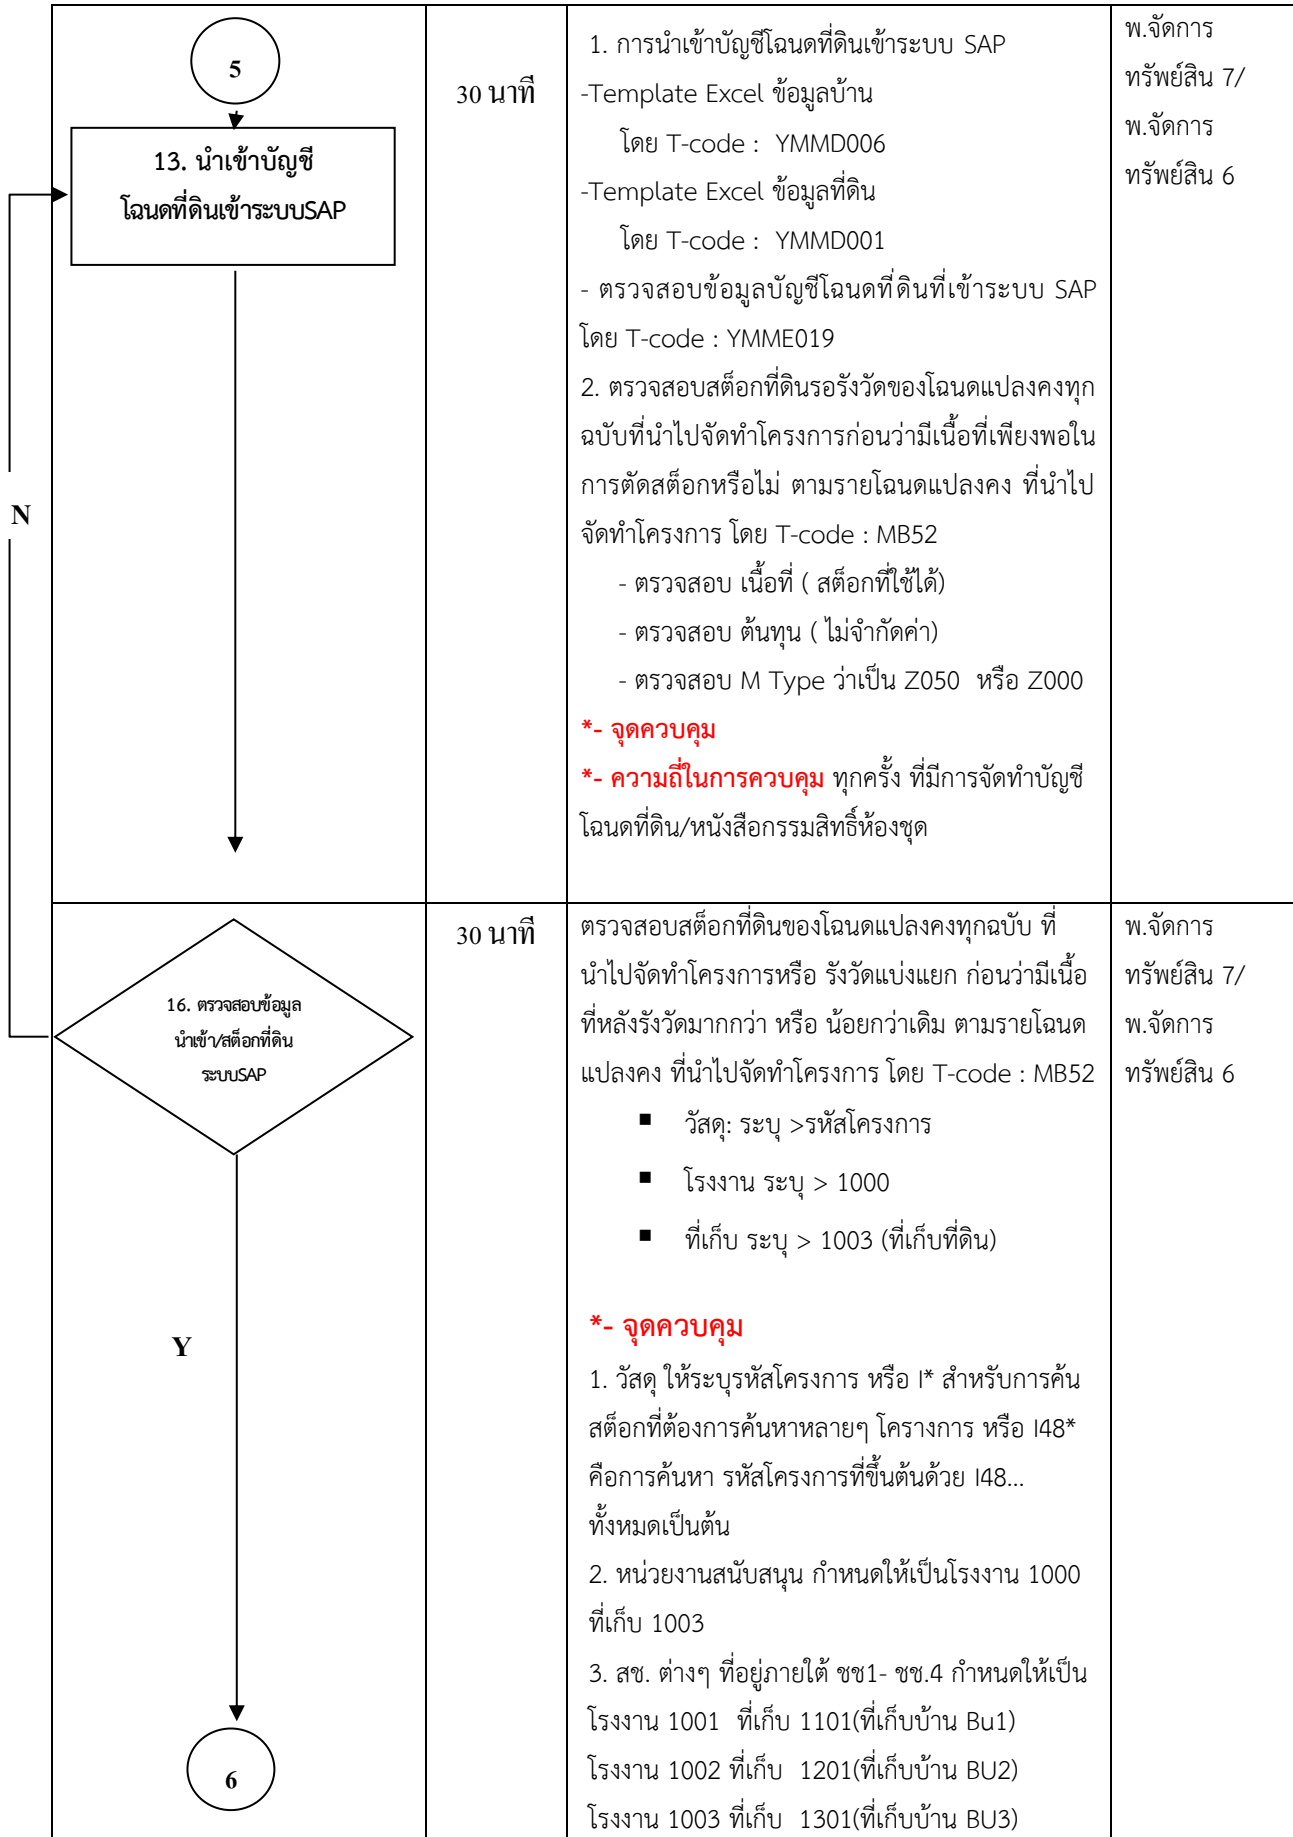 5
13. นำเข้าบัญชี
โฉนดที่ดินเข้าระบบSAP
N
30 นาที
1. การนำเข้าบัญชีโฉนดที่ดินเข้าระบบ SAP
-Template Excel ข้อมูลบ้าน
โดย T-code : YMMD006
-Template Excel ข้อมูลที่ดิน
โดย T-code : YMMD001
- ตรวจสอบข้อมูลบัญชีโฉนดที่ดินที่เข้าระบบ SAP
โดย T-code : YMME019
2. ตรวจสอบสต็อกที่ดินรอรังวัดของโฉนดแปลงคงทุก
ฉบับที่นำไปจัดทำโครงการก่อนว่ามีเนื้อที่เพียงพอใน
การตัดสต็อกหรือไม่ ตามรายโฉนดแปลงคง ที่นำไป
จัดทำโครงการ โดย T-code : MB52
- ตรวจสอบ เนื้อที่ ( สต็อกที่ใช้ได้)
- ตรวจสอบ ต้นทุน ( ไม่จำกัดค่า)
- ตรวจสอบ M Type ว่าเป็น Z050 หรือ Z000
*- จุดควบคุม
*- ความถี่ในการควบคุม ทุกครั้ง ที่มีการจัดทำบัญชี
โฉนดที่ดิน/หนังสือกรรมสิทธิ์ห้องชุด
พ.จัดการ
ทรัพย์สิน 7/
พ.จัดการ
ทรัพย์สิน 6
16. ตรวจสอบข้อมูล
นำเข้า/สต็อกที่ดิน
ระบบSAP
Y
6
30 นาที
ตรวจสอบสต็อกที่ดินของโฉนดแปลงคงทุกฉบับ ที่
นำไปจัดทำโครงการหรือ รังวัดแบ่งแยก ก่อนว่ามีเนื้อ
ที่หลังรังวัดมากกว่า หรือ น้อยกว่าเดิม ตามรายโฉนด
แปลงคง ที่นำไปจัดทำโครงการ โดย T-code : MB52
▪ วัสดุ: ระบุ >รหัสโครงการ
▪ โรงงาน ระบุ > 1000
▪ ที่เก็บ ระบุ > 1003 (ที่เก็บที่ดิน)
*- จุดควบคุม
1. วัสดุ ให้ระบุรหัสโครงการ หรือ I* สำหรับการค้น
สต็อกที่ต้องการค้นหาหลายๆ โครางการ หรือ I48*
คือการค้นหา รหัสโครงการที่ขึ้นต้นด้วย I48...
ทั้งหมดเป็นต้น
2. หน่วยงานสนับสนุน กำหนดให้เป็นโรงงาน 1000
ที่เก็บ 1003
3. สช. ต่างๆ ที่อยู่ภายใต้ ชช1- ชช.4 กำหนดให้เป็น
โรงงาน 1001 ที่เก็บ 1101(ที่เก็บบ้าน Bu1)
โรงงาน 1002 ที่เก็บ 1201(ที่เก็บบ้าน BU2)
โรงงาน 1003 ที่เก็บ 1301(ที่เก็บบ้าน BU3)
พ.จัดการ
ทรัพย์สิน 7/
พ.จัดการ
ทรัพย์สิน 6